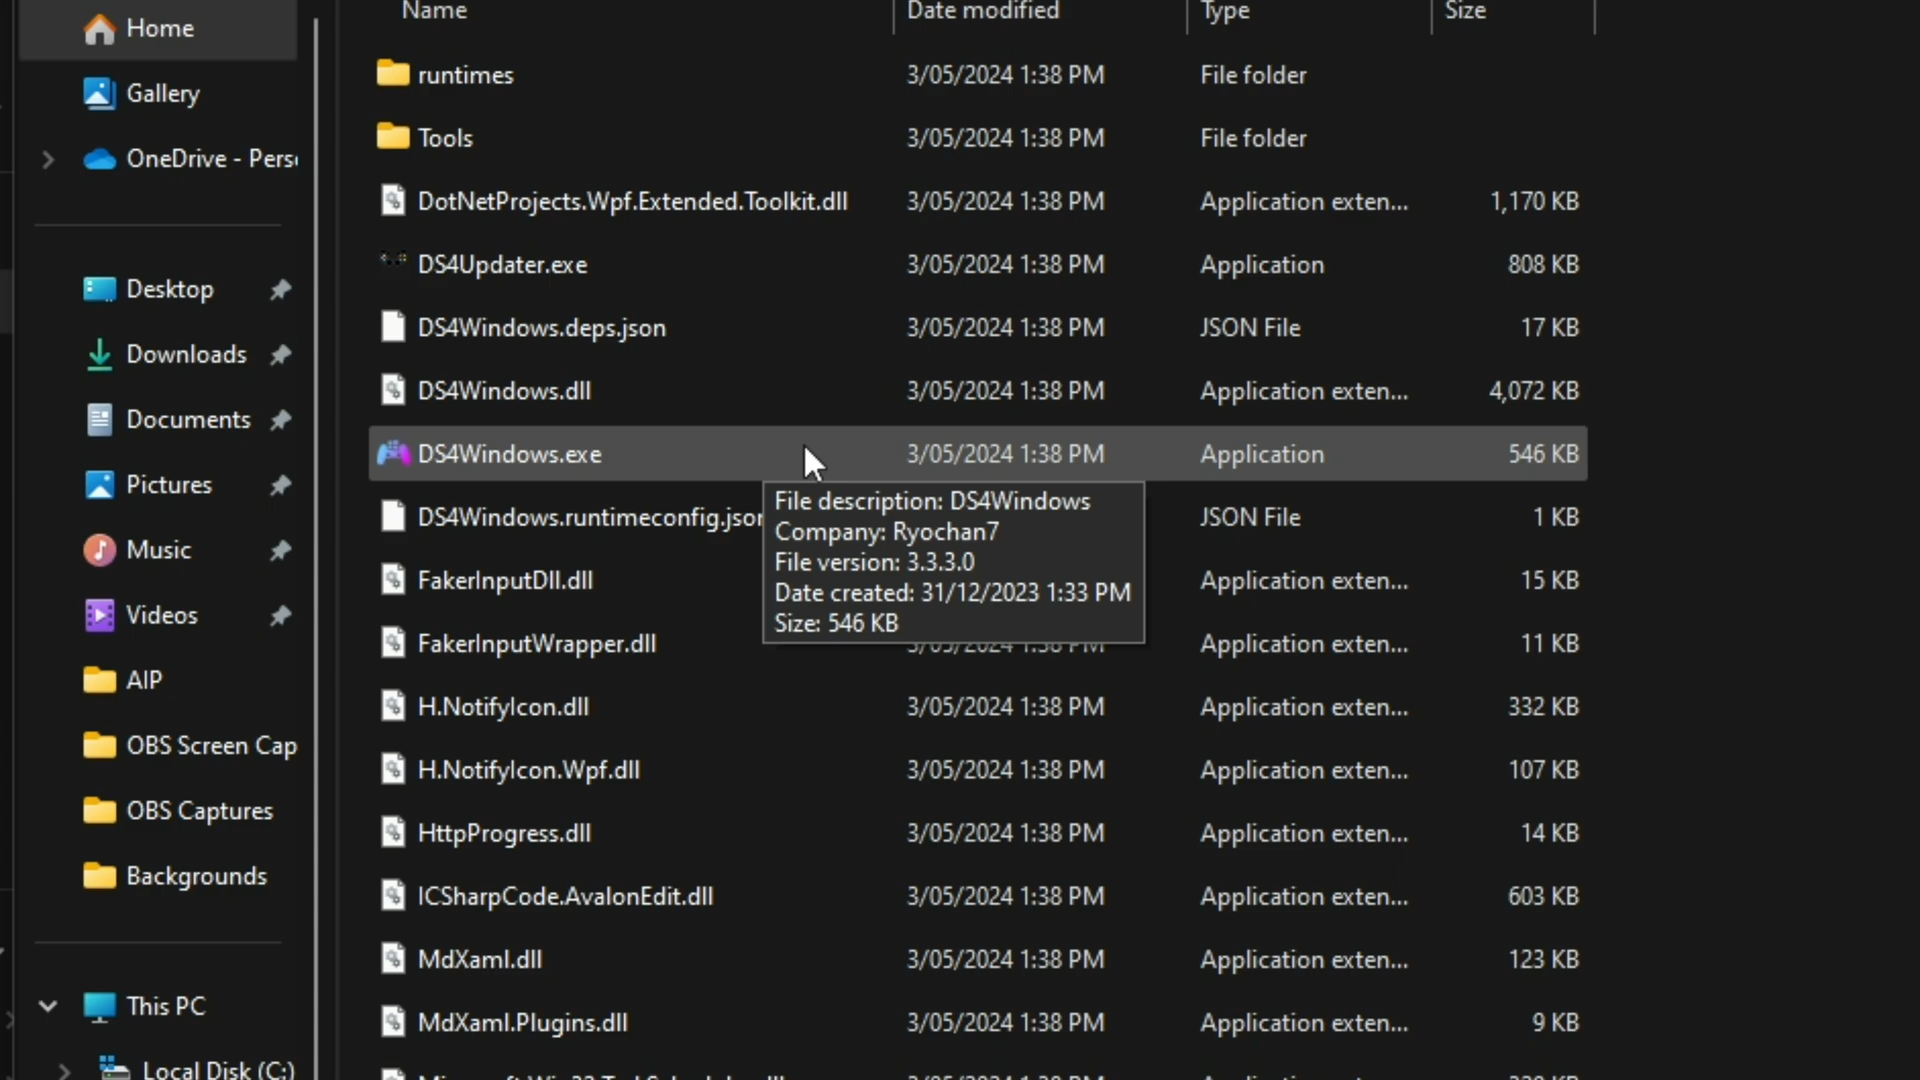 Home
Gallery
OneDrive - Pers
Desktop
Downloads
Documents
Pictures
Music
Videos
AIP
OBS Screen Cap
OBS Captures
Backgrounds
This PC
Local Disk (C:)
Name Date modified Type Size
runtimes 3/05/2024 1:38 PM File folder
Tools 3/05/2024 1:38 PM File folder
DotNetProjects.Wpf.Extended.Toolkit.dll 3/05/2024 1:38 PM Application exten... 1,170 KB
DS4Updater.exe 3/05/2024 1:38 PM Application 808 KB
DS4Windows.deps.json 3/05/2024 1:38 PM JSON File 17 KB
DS4Windows.dll 3/05/2024 1:38 PM Application exten... 4,072 KB
DS4Windows.exe 3/05/2024 1:38 PM Application 546 KB
DS4Windows.runtimeconfig.json JSON File 1 KB
File description: DS4Windows
Company: Ryochan7
File version: 3.3.3.0
Date created: 31/12/2023 1:33 PM
Size: 546 KB
FakerInputDll.dll Application exten... 15 KB
FakerInputWrapper.dll 3/05/2024 1:38 PM Application exten... 11 KB
H.NotifyIcon.dll 3/05/2024 1:38 PM Application exten... 332 KB
H.NotifyIcon.Wpf.dll 3/05/2024 1:38 PM Application exten... 107 KB
HttpProgress.dll 3/05/2024 1:38 PM Application exten... 14 KB
ICSharpCode.AvalonEdit.dll 3/05/2024 1:38 PM Application exten... 603 KB
MdXaml.dll 3/05/2024 1:38 PM Application exten... 123 KB
MdXaml.Plugins.dll 3/05/2024 1:38 PM Application exten... 9 KB